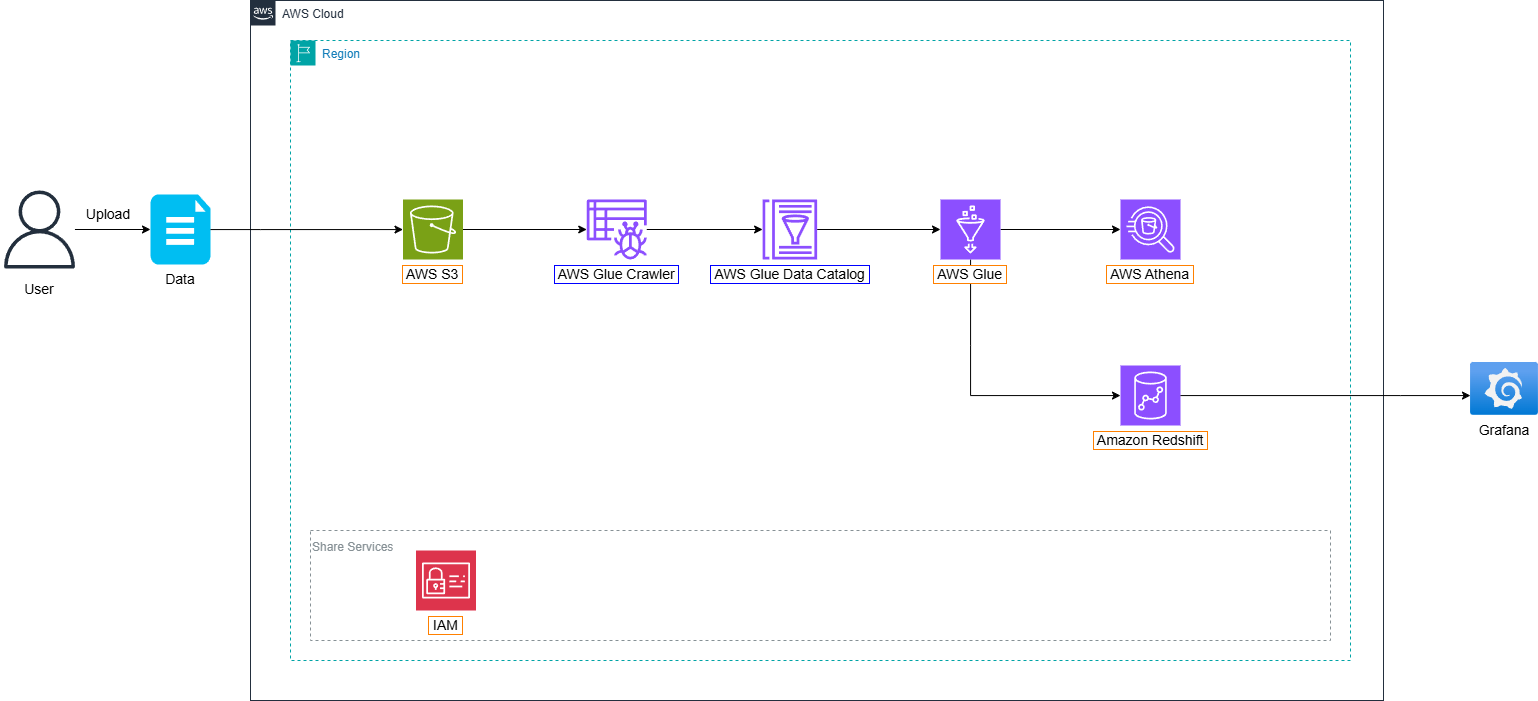 aws
AWS Cloud
Region
Upload
User
Data
AWS S3
AWS Glue Crawler
AWS Glue Data Catalog
AWS Glue
AWS Athena
Amazon Redshift
Grafana
Share Services
IAM